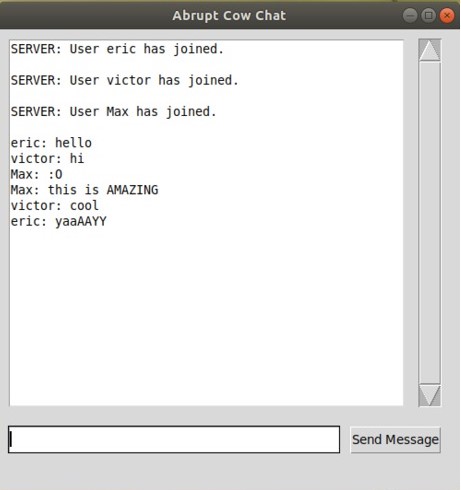 Abrupt Cow Chat
SERVER: User eric has joined.
SERVER: User victor has joined.
SERVER: User Max has joined.
eric: hello
victor: hi
Max: :O
Max: this is AMAZING
victor: cool
eric: yaaAAYY
Send Message